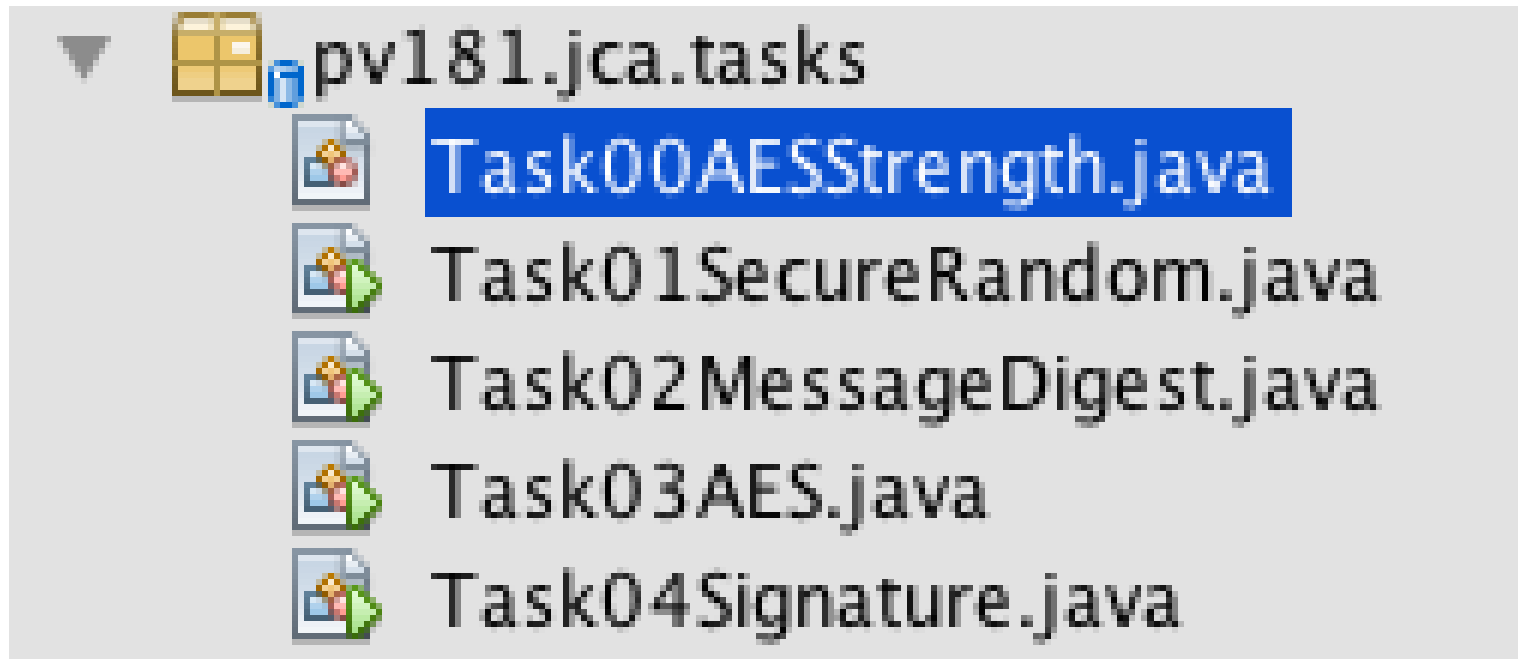 pv181.jca.tasks
Task00AESStrength.java
Task01SecureRandom.java
Task02MessageDigest.java
Task03AES.java
Task04Signature.java